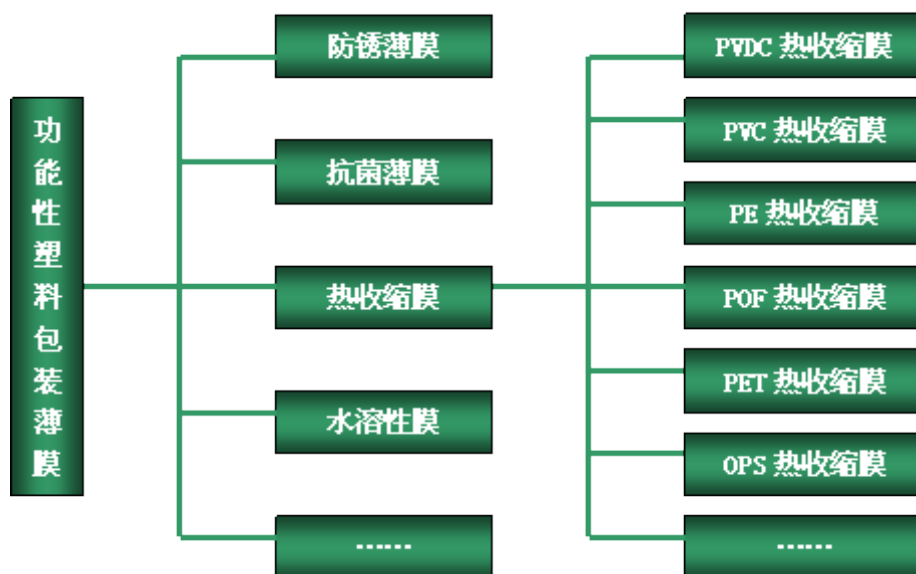 功能性塑料包装薄膜
防锈薄膜
抗菌薄膜
热收缩膜
水溶性膜
……
PVDC 热收缩膜
PVC 热收缩膜
PE 热收缩膜
POF 热收缩膜
PET 热收缩膜
OPS 热收缩膜
……